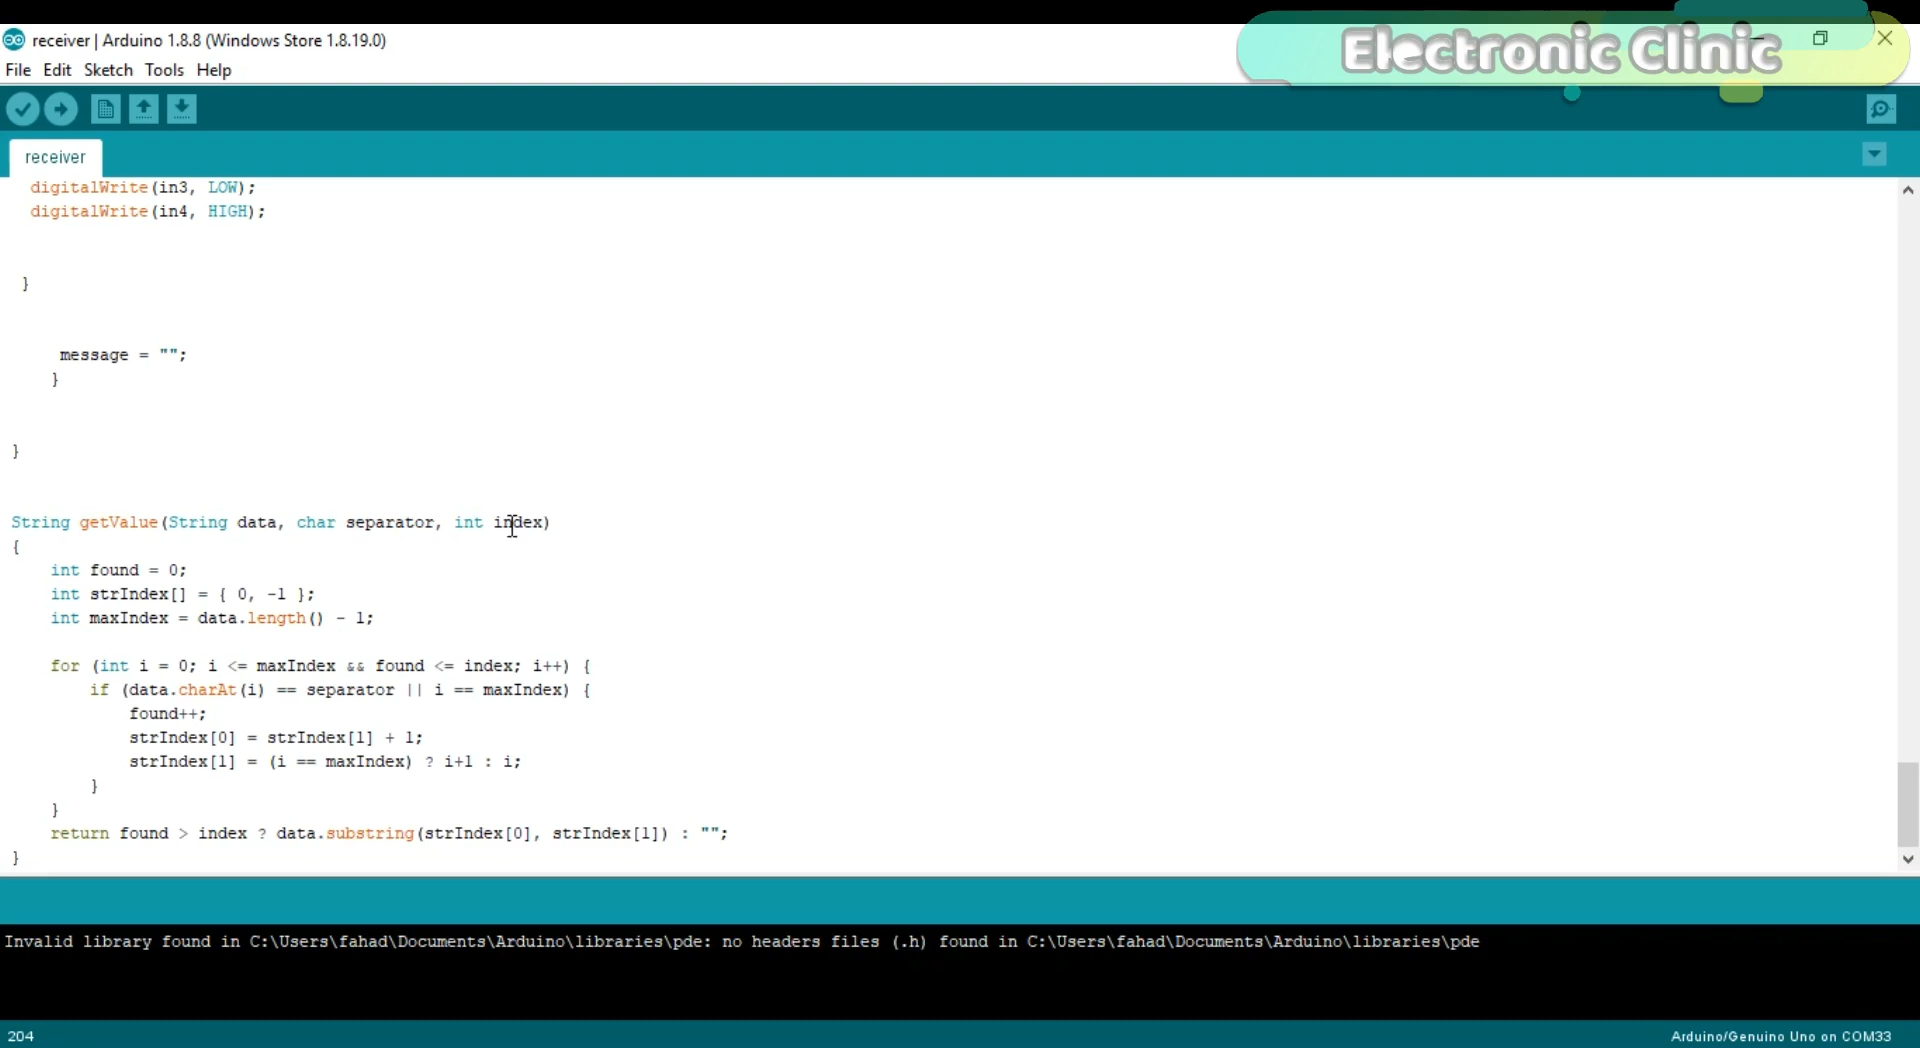 Electronic Clinic
receiver | Arduino 1.8.8 (Windows Store 1.8.19.0)
File Edit Sketch Tools Help
receiver
digitalWrite(in3, LOW);
digitalWrite(in4, HIGH);
}
message = "";
}
}
String getValue(String data, char separator, int index)
{
int found = 0;
int strIndex[] = { 0, -1 };
int maxIndex = data.length() - 1;
for (int i = 0; i <= maxIndex && found <= index; i++) {
if (data.charAt(i) == separator || i == maxIndex) {
found++;
strIndex[0] = strIndex[1] + 1;
strIndex[1] = (i == maxIndex) ? i+1 : i;
}
}
return found > index ? data.substring(strIndex[0], strIndex[1]) : "";
}
Invalid library found in C:\Users\fahad\Documents\Arduino\libraries\pde: no headers files (.h) found in C:\Users\fahad\Documents\Arduino\libraries\pde
204 Arduino/Genuino Uno on COM33